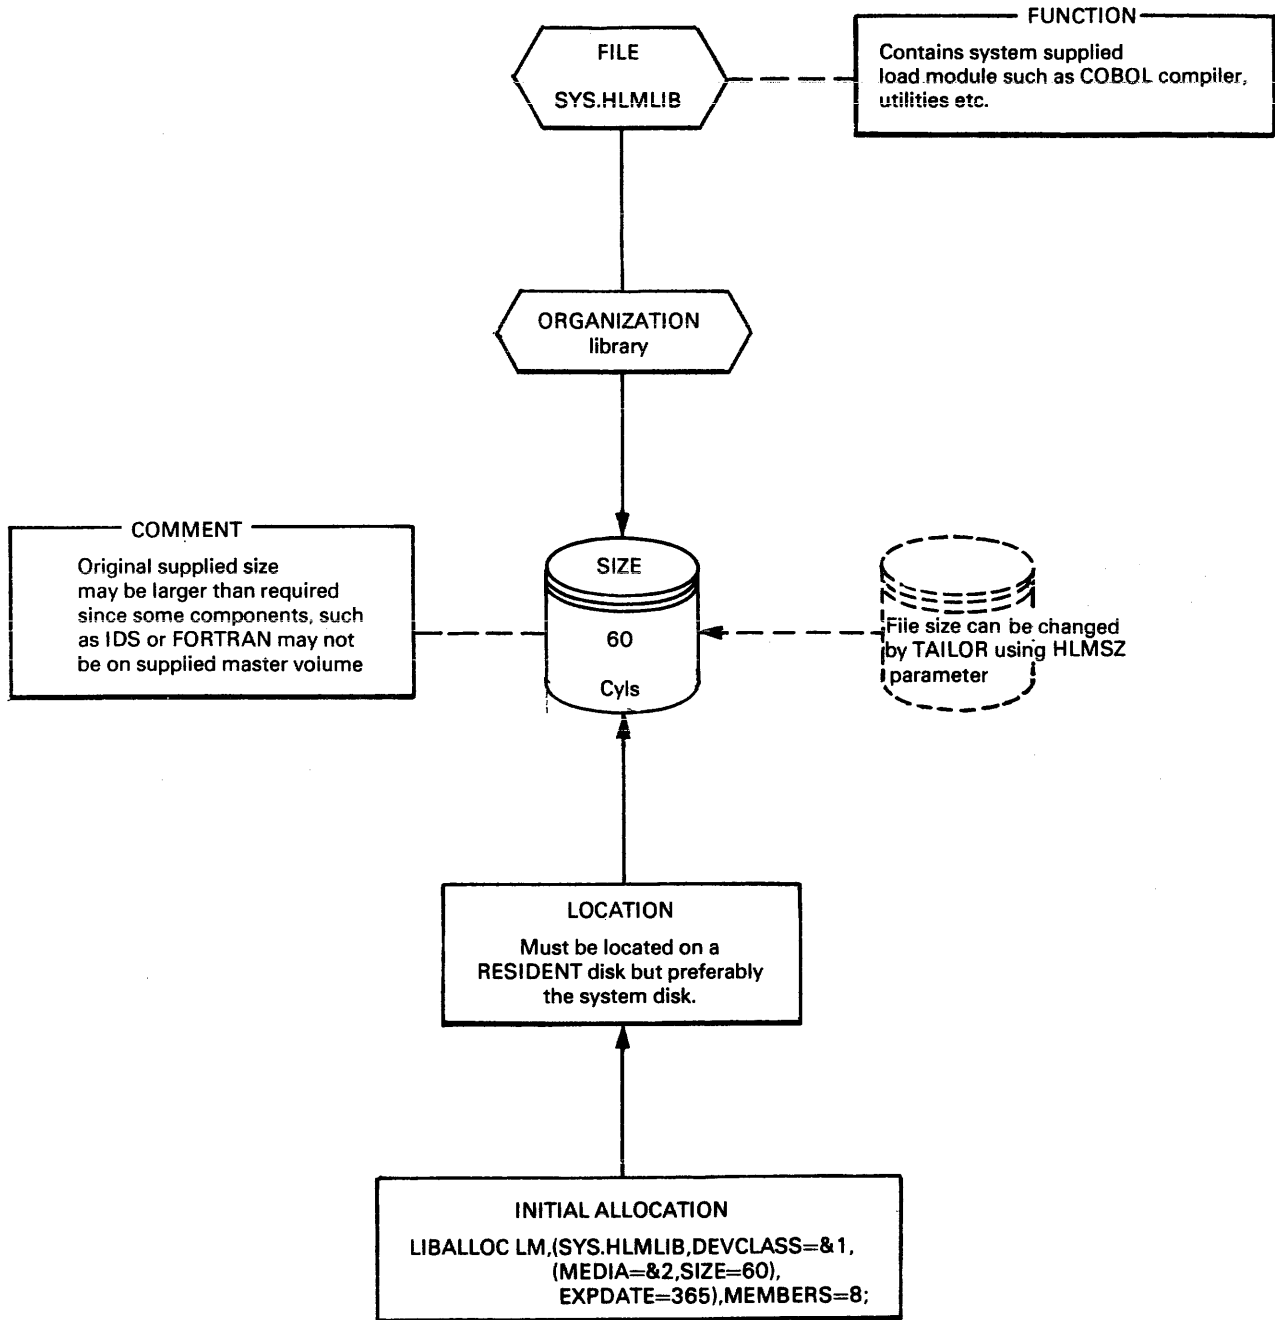 FUNCTION
FILE
SYS.HLMLIB
Contains system supplied
load module such as COBOL compiler,
utilities etc.
ORGANIZATION
library
COMMENT
Original supplied size
may be larger than required
since some components, such
as IDS or FORTRAN may not
be on supplied master volume
SIZE
60
Cyls
File size can be changed
by TAILOR using HLMSZ
parameter
LOCATION
Must be located on a
RESIDENT disk but preferably
the system disk.
INITIAL ALLOCATION
LIBALLOC LM,(SYS.HLMLIB,DEVCLASS=&1,
(MEDIA=&2,SIZE=60),
EXPDATE=365),MEMBERS=8;